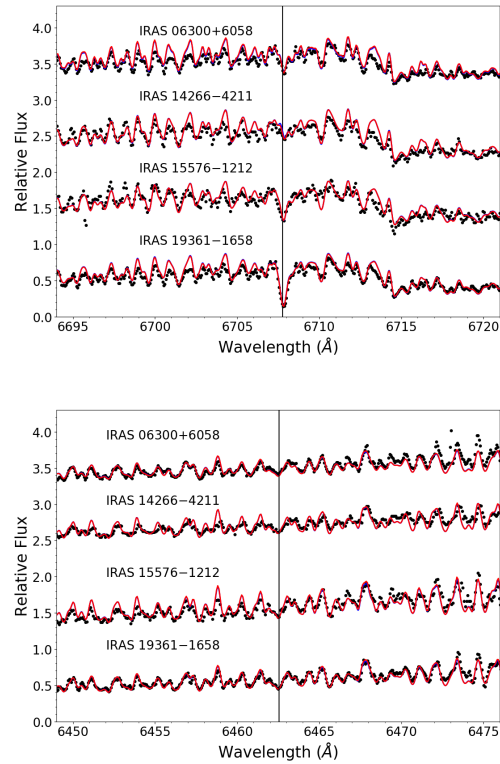 4.0
3.5
3.0
2.5
2.0
1.5
1.0
0.5
0.0
Relative Flux
IRAS 06300+6058
IRAS 14266−4211
IRAS 15576−1212
IRAS 19361−1658
6695 6700 6705 6710 6715 6720
Wavelength (Å)
4.0
3.5
3.0
2.5
2.0
1.5
1.0
0.5
0.0
Relative Flux
IRAS 06300+6058
IRAS 14266−4211
IRAS 15576−1212
IRAS 19361−1658
6450 6455 6460 6465 6470 6475
Wavelength (Å)